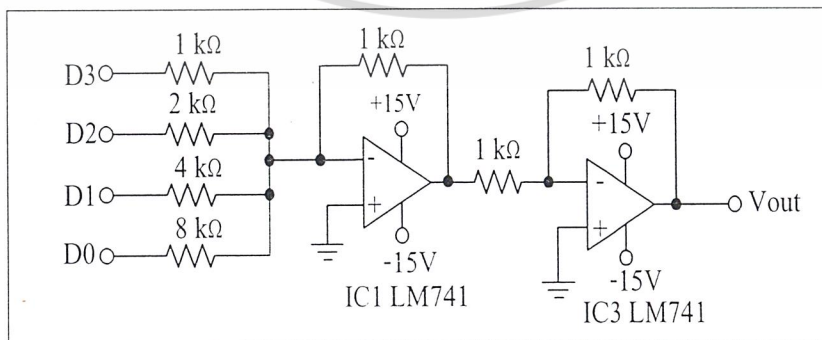 1 kΩ
D3
2 kΩ
D2
4 kΩ
D1
8 kΩ
D0
1 kΩ
+15V
-
+
-15V
IC1 LM741
1 kΩ
1 kΩ
+15V
-
+
-15V
IC3 LM741
Vout